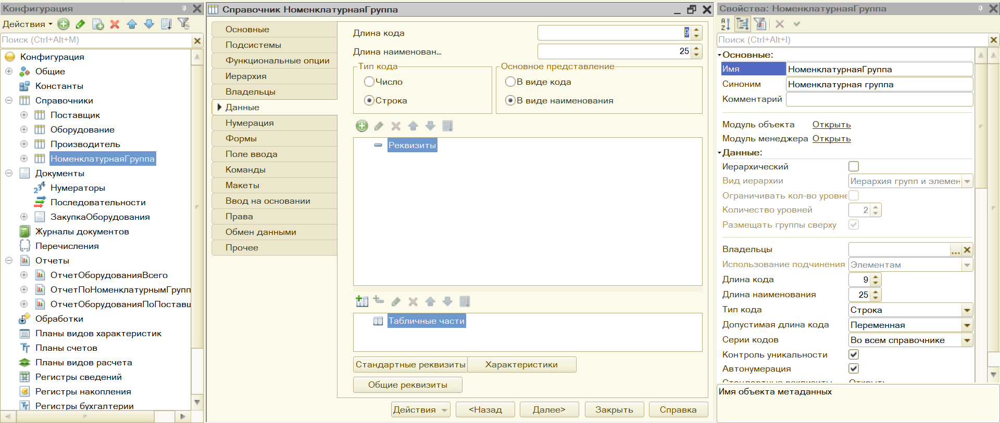 Конфигурация
Действия
Поиск (Ctrl+Alt+M)
Конфигурация
Общие
Константы
Справочники
Поставщик
Оборудование
Производитель
НоменклатурнаяГруппа
Документы
Нумераторы
Последовательности
ЗакупкаОборудования
Журналы документов
Перечисления
Отчеты
ОтчетОборудованияВсего
ОтчетПоНоменклатурнымГрупп
ОтчетОборудованияПоПоставщ
Обработки
Планы видов характеристик
Планы счетов
Планы видов расчета
Регистры сведений
Регистры накопления
Регистры бухгалтерии
Справочник НоменклатурнаяГруппа
Основные
Подсистемы
Функциональные опции
Иерархия
Владельцы
Данные
Нумерация
Формы
Поле ввода
Команды
Макеты
Ввод на основании
Права
Обмен данными
Прочее
Длина кода 9
Длина наименован... 25
Тип кода
Число
Строка
Основное представление
В виде кода
В виде наименования
Реквизиты
Табличные части
Стандартные реквизиты Характеристики
Общие реквизиты
Действия <Назад Далее> Закрыть Справка
Свойства: НоменклатурнаяГруппа
Поиск (Ctrl+Alt+I)
Основные:
Имя НоменклатурнаяГруппа
Синоним Номенклатурная группа
Комментарий
Модуль объекта Открыть
Модуль менеджера Открыть
Данные:
Иерархический
Вид иерархии Иерархия групп и элемен
Ограничивать кол-во уровне
Количество уровней 2
Размещать группы сверху
Владельцы ...
Использование подчинения Элементам
Длина кода 9
Длина наименования 25
Тип кода Строка
Допустимая длина кода Переменная
Серии кодов Во всем справочнике
Контроль уникальности
Автонумерация
Стандартные реквизиты Открыть
Имя объекта метаданных